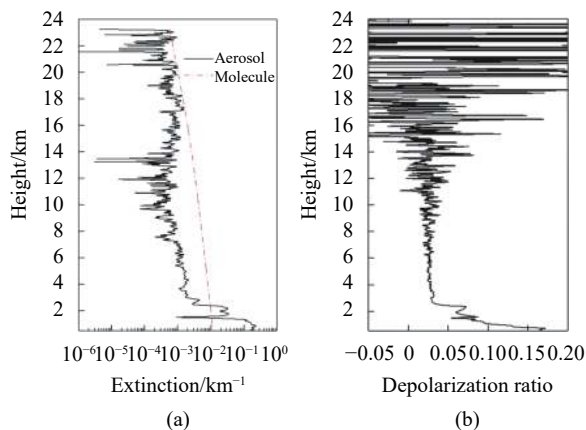 24
22
20
18
16
14
12
10
8
6
4
2
Height/km
Aerosol
Molecule
10⁻⁶ 10⁻⁵ 10⁻⁴ 10⁻³ 10⁻² 10⁻¹ 10⁰
Extinction/km⁻¹
(a)
24
22
20
18
16
14
12
10
8
6
4
2
Height/km
−0.05 0 0.05 0.10 0.15 0.20
Depolarization ratio
(b)